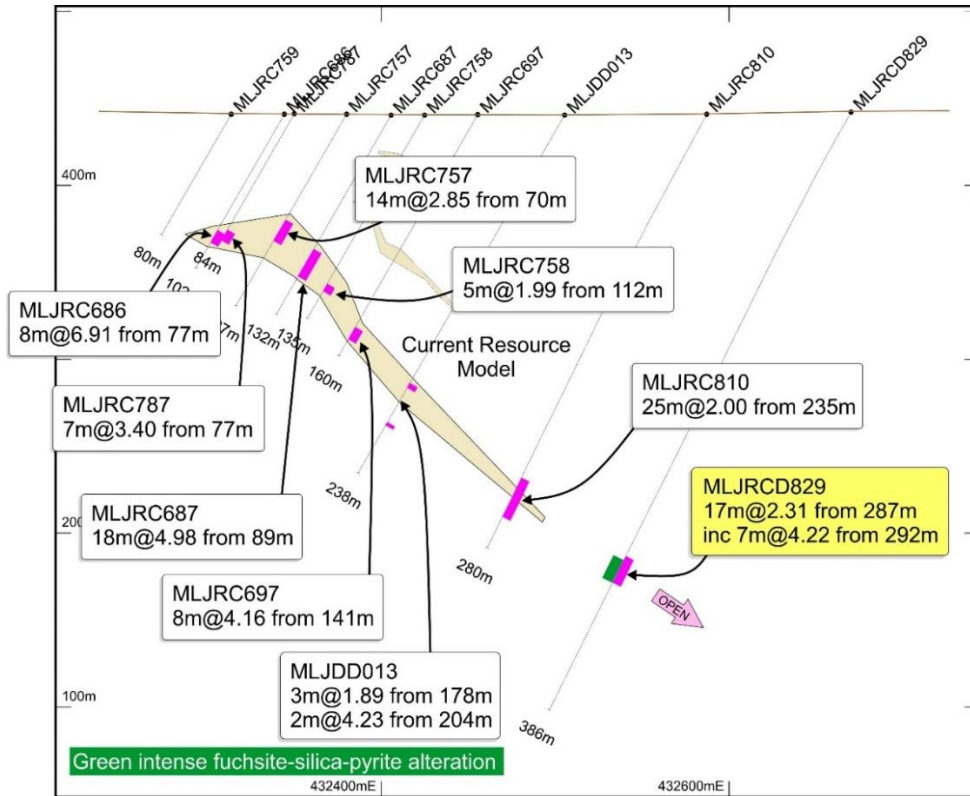 MLJRC759
MLJRC686
MLJRC787
MLJRC757
MLJRC687
MLJRC758
MLJRC697
MLJDD013
MLJRC810
MLJRCD829
400m
MLJRC757
14m@2.85 from 70m
80m
84m
132m
135m
160m
MLJRC758
5m@1.99 from 112m
MLJRC686
8m@6.91 from 77m
Current Resource
Model
MLJRC787
7m@3.40 from 77m
MLJRC810
25m@2.00 from 235m
238m
MLJRC687
18m@4.98 from 89m
MLJRCD829
17m@2.31 from 287m
inc 7m@4.22 from 292m
280m
MLJRC697
8m@4.16 from 141m
OPEN
MLJDD013
3m@1.89 from 178m
2m@4.23 from 204m
100m
386m
Green intense fuchsite-silica-pyrite alteration
432400mE
432600mE